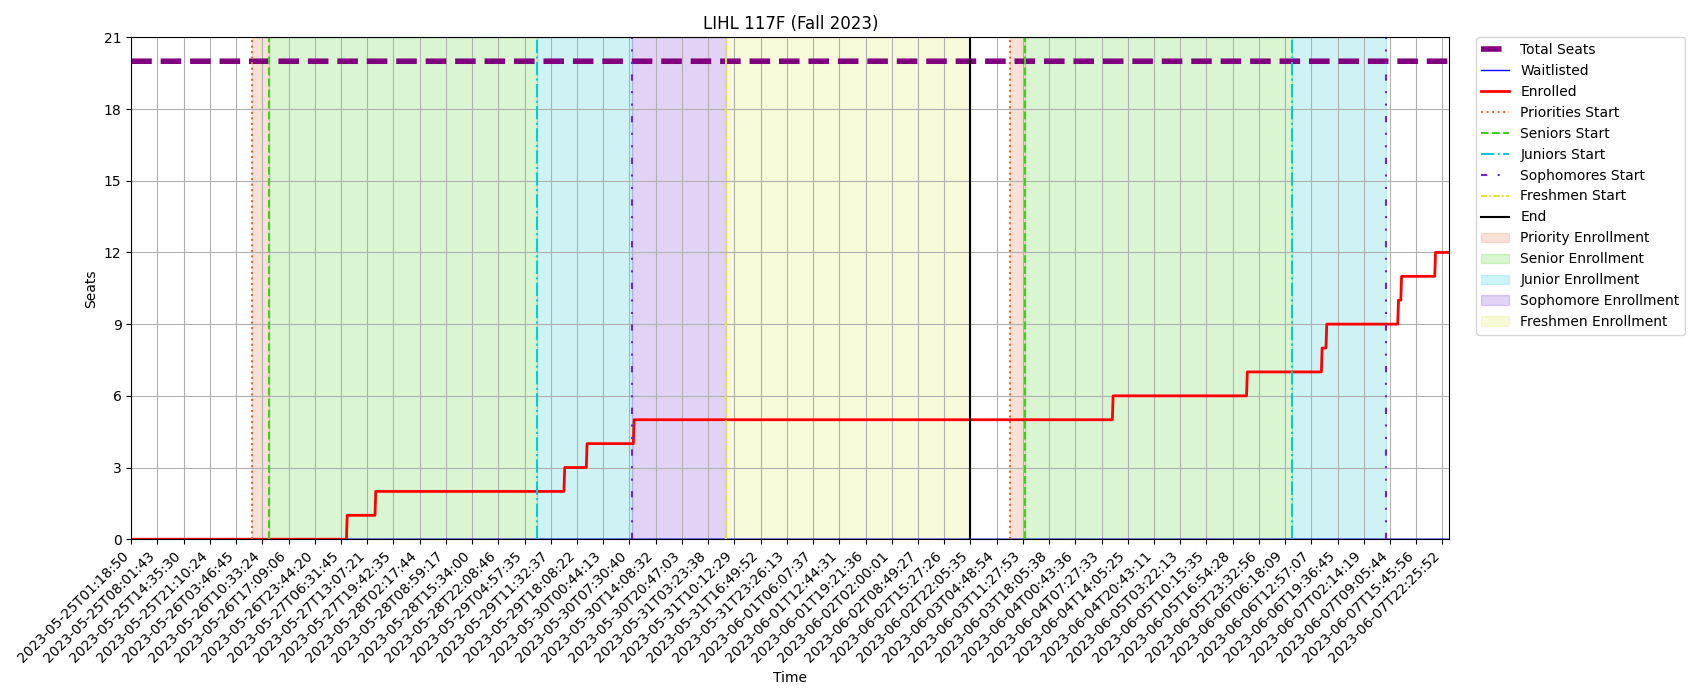 LIHL 117F (Fall 2023)
21
18
15
12
9
6
3
0
Seats
2023-05-25T01:18:50
2023-05-25T08:01:43
2023-05-25T14:35:30
2023-05-25T21:10:24
2023-05-26T03:46:45
2023-05-26T10:33:24
2023-05-26T17:09:06
2023-05-26T23:44:20
2023-05-27T06:31:45
2023-05-27T13:07:21
2023-05-27T19:42:35
2023-05-28T02:17:44
2023-05-28T08:59:17
2023-05-28T15:34:00
2023-05-28T22:08:46
2023-05-29T04:57:35
2023-05-29T11:32:37
2023-05-29T18:08:22
2023-05-30T00:44:13
2023-05-30T07:30:40
2023-05-30T14:08:32
2023-05-30T20:47:03
2023-05-31T03:23:38
2023-05-31T10:12:29
2023-05-31T16:49:52
2023-05-31T23:26:13
2023-06-01T06:07:37
2023-06-01T12:44:31
2023-06-01T19:21:36
2023-06-02T02:00:01
2023-06-02T08:49:27
2023-06-02T15:27:26
2023-06-02T22:05:35
2023-06-03T04:48:54
2023-06-03T11:27:53
2023-06-03T18:05:38
2023-06-04T00:43:36
2023-06-04T07:27:33
2023-06-04T14:05:25
2023-06-04T20:43:11
2023-06-05T03:22:13
2023-06-05T10:15:35
2023-06-05T16:54:28
2023-06-05T23:32:56
2023-06-06T06:18:09
2023-06-06T12:57:07
2023-06-06T19:36:45
2023-06-07T02:14:19
2023-06-07T09:05:44
2023-06-07T15:45:56
2023-06-07T22:25:52
Time
Total Seats
Waitlisted
Enrolled
Priorities Start
Seniors Start
Juniors Start
Sophomores Start
Freshmen Start
End
Priority Enrollment
Senior Enrollment
Junior Enrollment
Sophomore Enrollment
Freshmen Enrollment